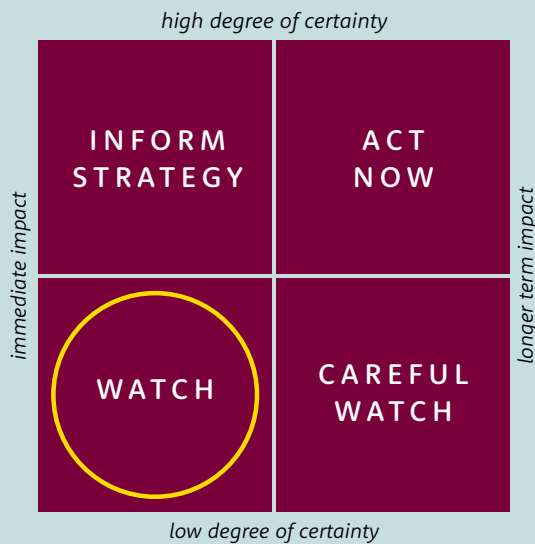 high degree of certainty
immediate impact
INFORM
STRATEGY
ACT
NOW
longer term impact
WATCH
CAREFUL
WATCH
low degree of certainty